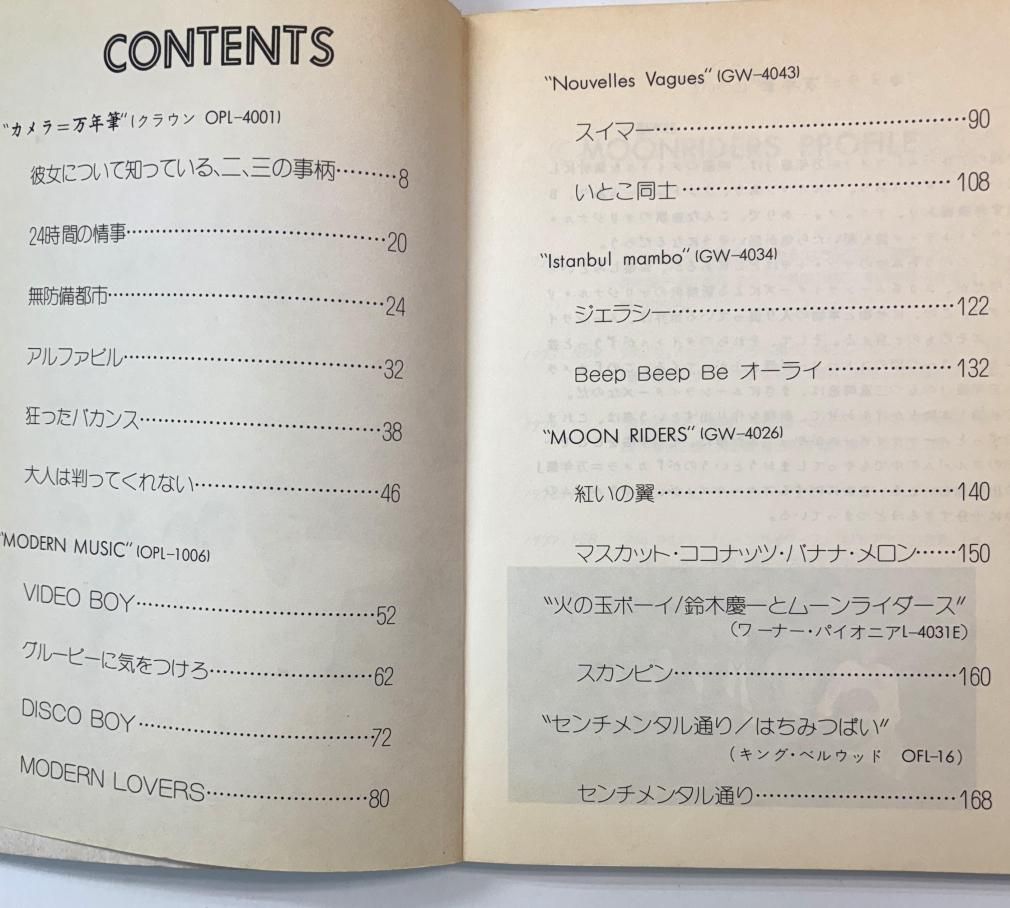 CONTENTS
"カメラ=万年筆"(クラウン OPL-4001)
彼女について知っている、二、三の事柄………8
24時間の情事………20
無防備都市………24
アルファビル………32
狂ったバカンス………38
大人は判ってくれない………46
"MODERN MUSIC"(OPL-1006)
VIDEO BOY………52
グルーピーに気をつけろ………62
DISCO BOY………72
MODERN LOVERS………80
"Nouvelles Vagues"(GW-4043)
スイマー………90
いとこ同士………108
"Istanbul mambo"(GW-4034)
ジェラシー………122
Beep Beep Be オーライ………132
"MOON RIDERS"(GW-4026)
紅いの翼………140
マスカット・ココナッツ・バナナ・メロン……150
"火の玉ボーイ/鈴木慶一とムーンライダース"
(ワーナー・パイオニアL-4031E)
スカンピン………160
"センチメンタル通り/はちみつぱい"
(キング・ベルウッド OFL-16)
センチメンタル通り………168